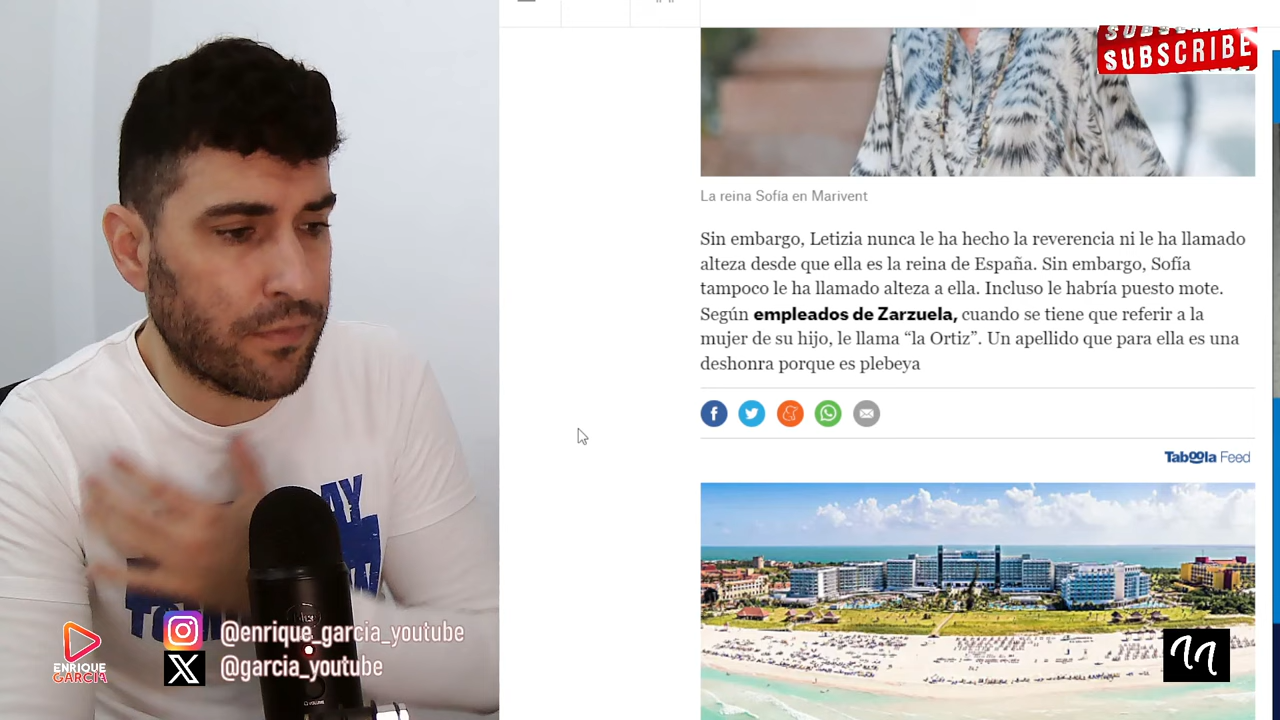 SUBSCRIBE
SUBSCRIBE
La reina Sofía en Marivent
Sin embargo, Letizia nunca le ha hecho la reverencia ni le ha llamado
alteza desde que ella es la reina de España. Sin embargo, Sofía
tampoco le ha llamado alteza a ella. Incluso le habría puesto mote.
Según empleados de Zarzuela, cuando se tiene que referir a la
mujer de su hijo, le llama “la Ortiz”. Un apellido que para ella es una
deshonra porque es plebeya
Taboola Feed
@enrique_garcia_youtube
@garcia_youtube
ENRIQUE
GARCIA